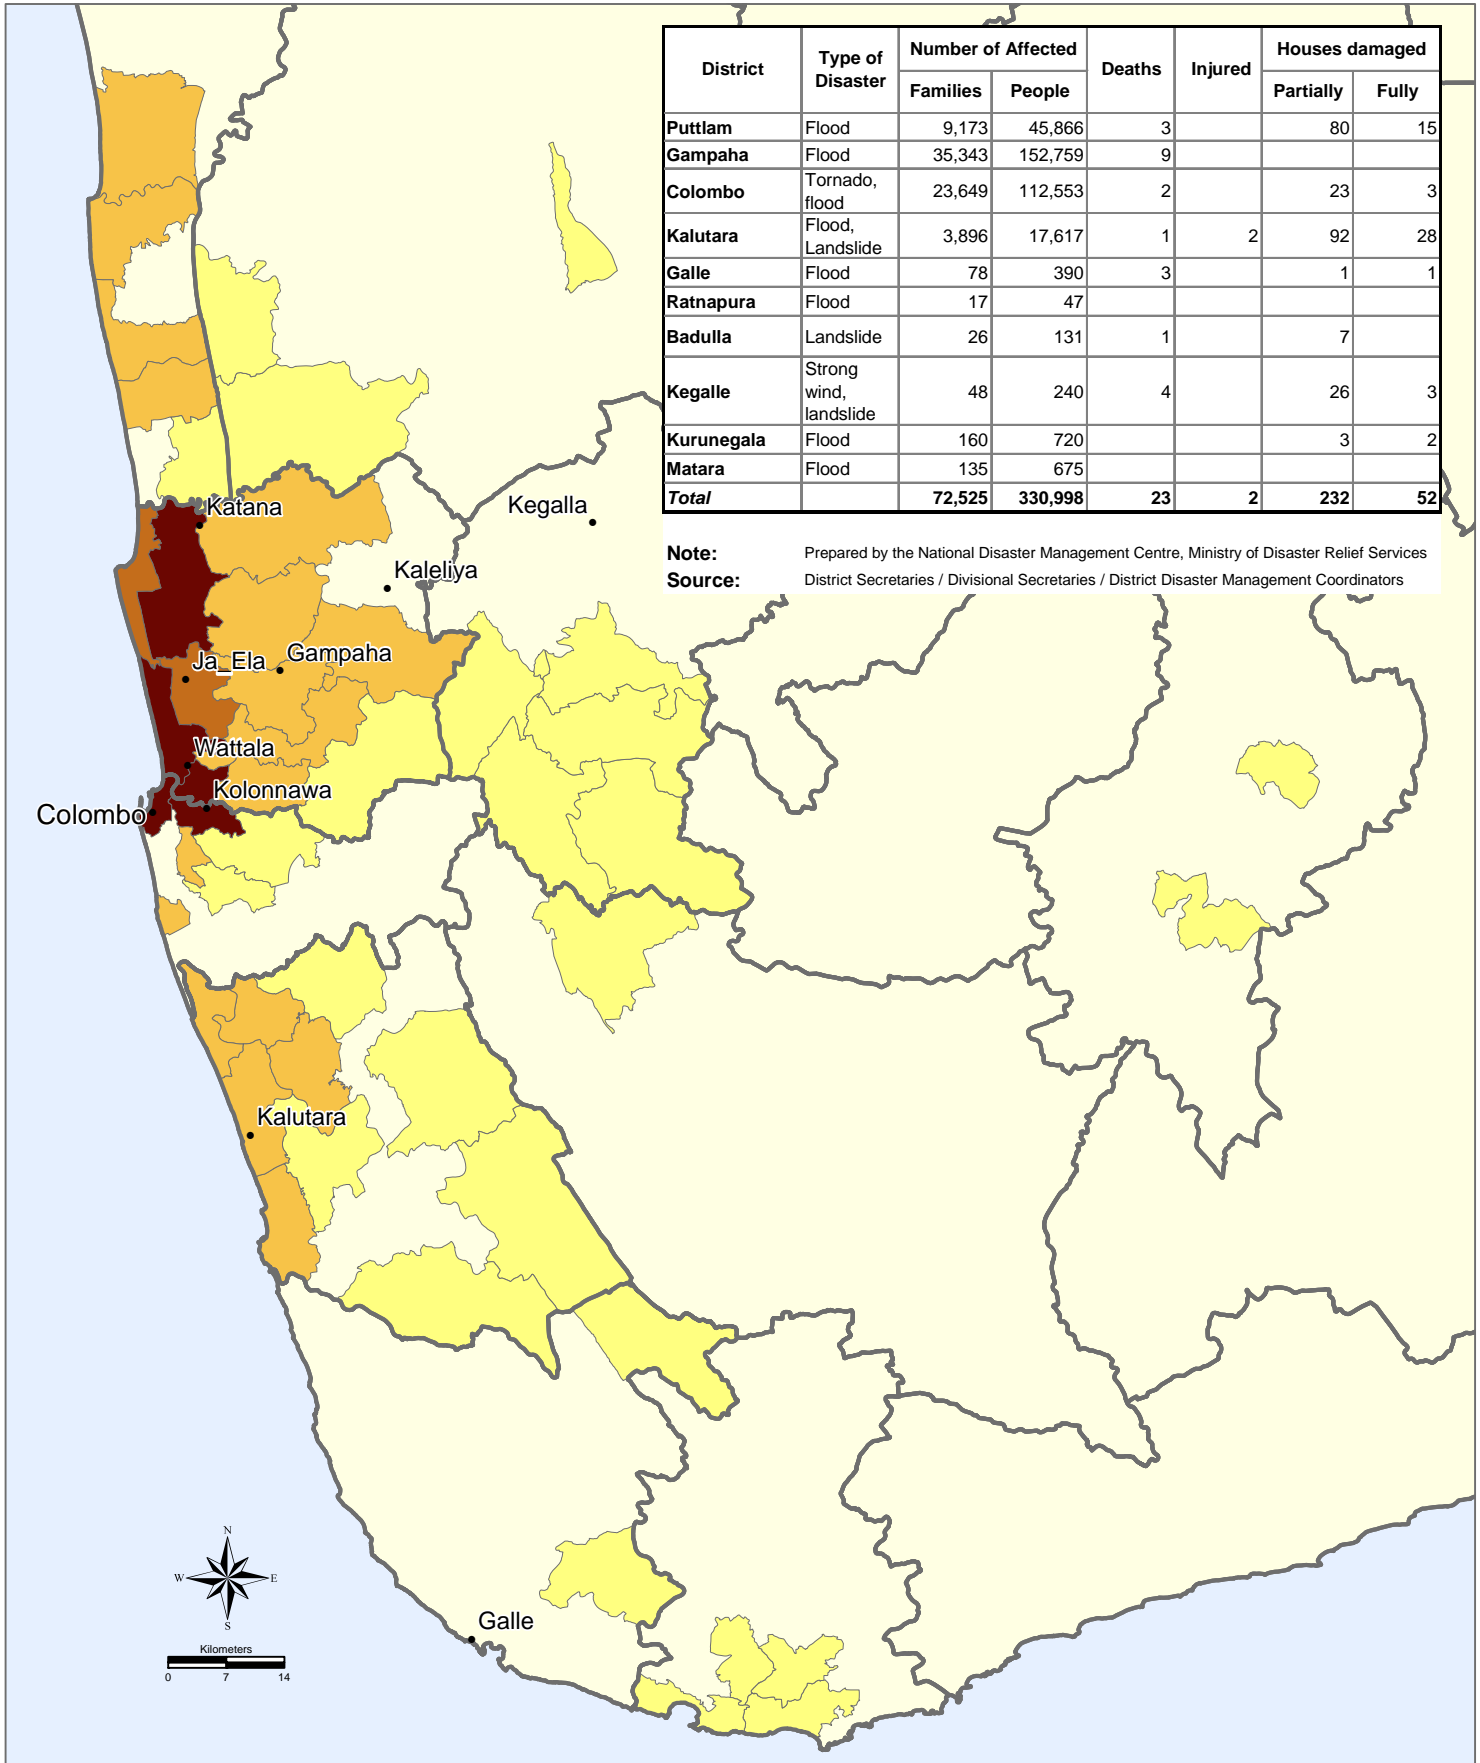 District Type of Disaster Number of Affected Deaths Injured Houses damaged
Families People Partially Fully
Puttlam Flood 9,173 45,866 3 80 15
Gampaha Flood 35,343 152,759 9
Colombo Tornado, flood 23,649 112,553 2 23 3
Kalutara Flood, Landslide 3,896 17,617 1 2 92 28
Galle Flood 78 390 3 1 1
Ratnapura Flood 17 47
Badulla Landslide 26 131 1 7
Kegalle Strong wind, landslide 48 240 4 26 3
Kurunegala Flood 160 720 3 2
Matara Flood 135 675
Total 72,525 330,998 23 2 232 52
Note: Prepared by the National Disaster Management Centre, Ministry of Disaster Relief Services
Source: District Secretaries / Divisional Secretaries / District Disaster Management Coordinators
Katana
Kegalla
Kaleliya
Ja_Ela
Gampaha
Wattala
Kolonnawa
Colombo
Kalutara
N
W E
S
Kilometers
0 7 14
Galle